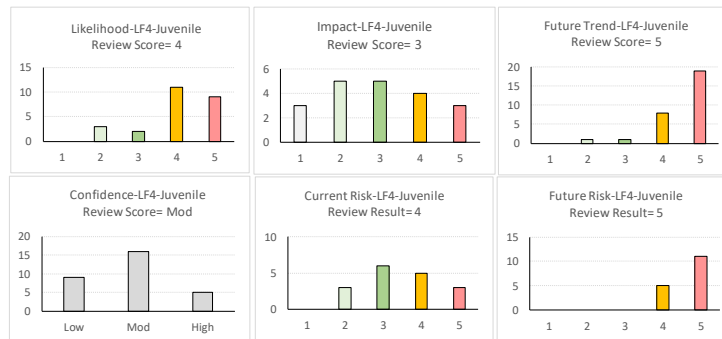 Likelihood-LF4-Juvenile
Review Score= 4
15
10
5
0
1 2 3 4 5
Impact-LF4-Juvenile
Review Score= 3
6
4
2
0
1 2 3 4 5
Future Trend-LF4-Juvenile
Review Score= 5
20
15
10
5
0
1 2 3 4 5
Confidence-LF4-Juvenile
Review Score= Mod
20
15
10
5
0
Low Mod High
Current Risk-LF4-Juvenile
Review Result= 4
10
5
0
1 2 3 4 5
Future Risk-LF4-Juvenile
Review Result= 5
15
10
5
0
1 2 3 4 5